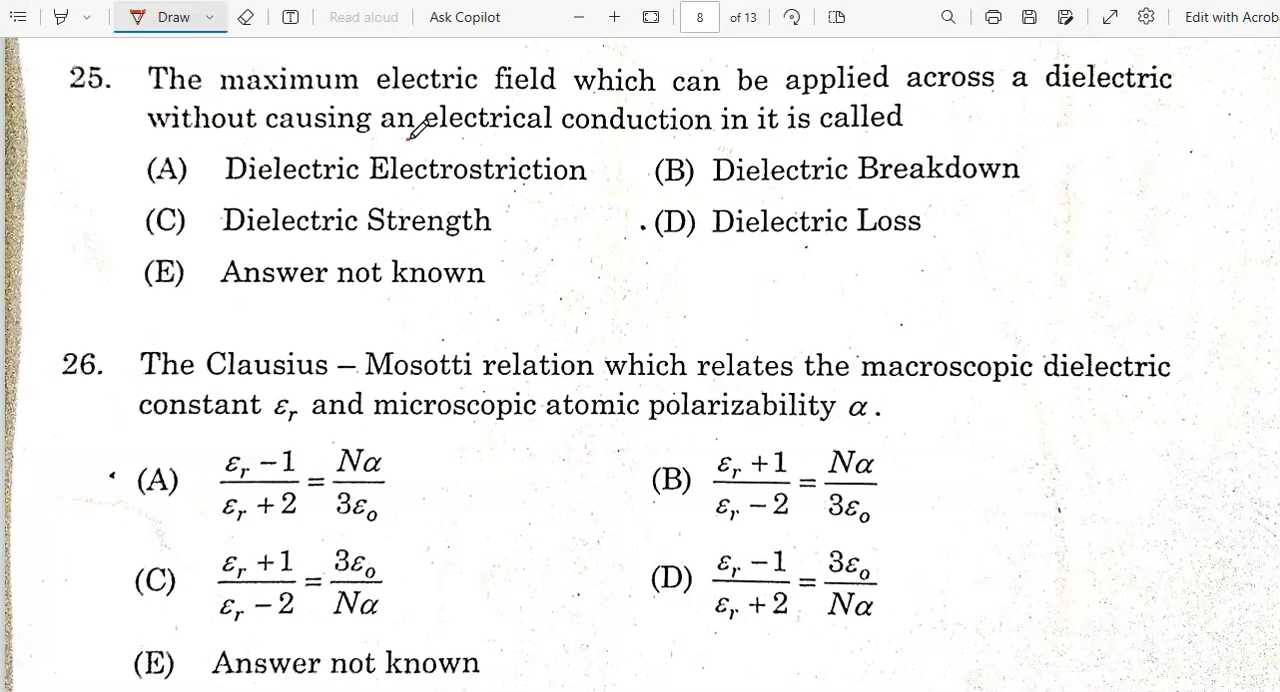 Draw
Read aloud
Ask Copilot
8 of 13
Edit with Acrob
25. The maximum electric field which can be applied across a dielectric
without causing an electrical conduction in it is called
(A) Dielectric Electrostriction (B) Dielectric Breakdown
(C) Dielectric Strength (D) Dielectric Loss
(E) Answer not known
26. The Clausius – Mosotti relation which relates the macroscopic dielectric
constant εᵣ and microscopic atomic polarizability α.
(A) (εᵣ −1)/(εᵣ +2) = Nα/3εₒ (B) (εᵣ +1)/(εᵣ −2) = Nα/3εₒ
(C) (εᵣ +1)/(εᵣ −2) = 3εₒ/Nα (D) (εᵣ −1)/(εᵣ +2) = 3εₒ/Nα
(E) Answer not known